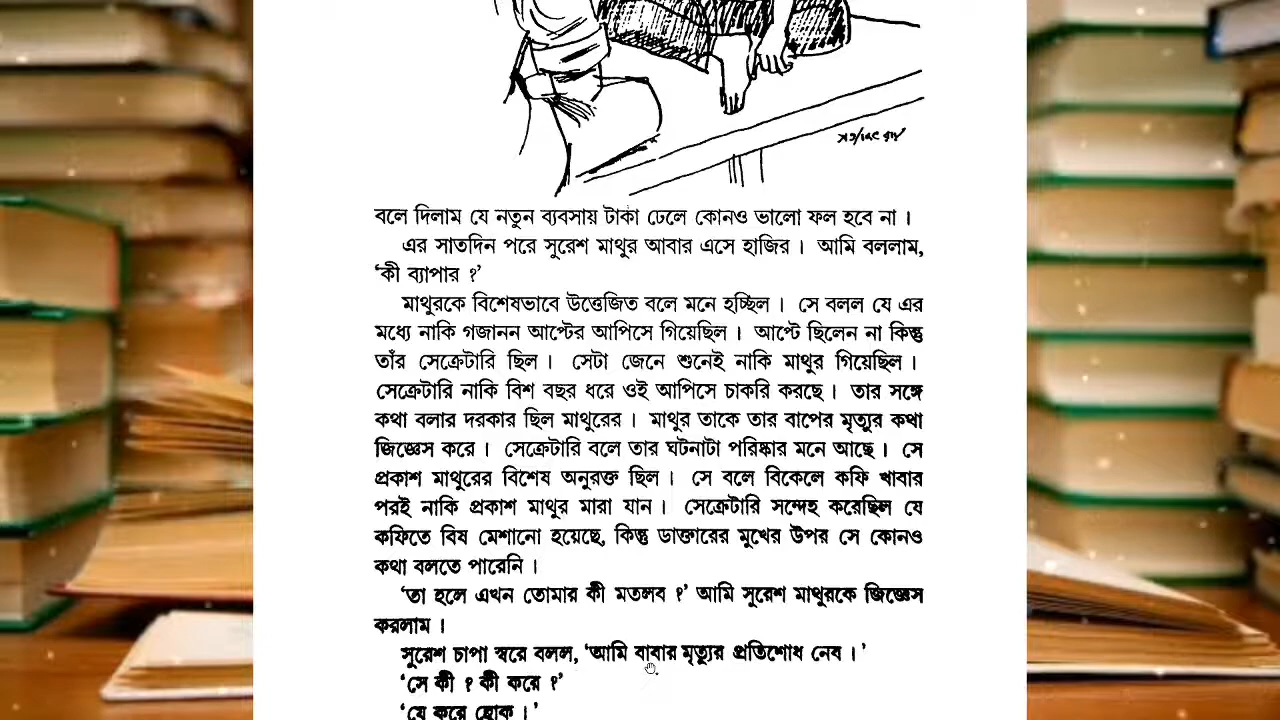 বলে দিলাম যে নতুন ব্যবসায় টাকা ঢেলে কোনও ভালো ফল হবে না ।
এর সাতদিন পরে সুরেশ মাথুর আবার এসে হাজির । আমি বললাম,
‘কী ব্যাপার ?’
মাথুরকে বিশেষভাবে উত্তেজিত বলে মনে হচ্ছিল । সে বলল যে এর
মধ্যে নাকি গজানন আপ্টের আপিসে গিয়েছিল । আপ্টে ছিলেন না কিন্তু
তাঁর সেক্রেটারি ছিল । সেটা জেনে শুনেই নাকি মাথুর গিয়েছিল ।
সেক্রেটারি নাকি বিশ বছর ধরে ওই আপিসে চাকরি করছে । তার সঙ্গে
কথা বলার দরকার ছিল মাথুরের । মাথুর তাকে তার বাপের মৃত্যুর কথা
জিজ্ঞেস করে । সেক্রেটারি বলে তার ঘটনাটা পরিষ্কার মনে আছে । সে
প্রকাশ মাথুরের বিশেষ অনুরক্ত ছিল । সে বলে বিকেলে কফি খাবার
পরই নাকি প্রকাশ মাথুর মারা যান । সেক্রেটারি সন্দেহ করেছিল যে
কফিতে বিষ মেশানো হয়েছে, কিন্তু ডাক্তারের মুখের উপর সে কোনও
কথা বলতে পারেনি ।
‘তা হলে এখন তোমার কী মতলব ?’ আমি সুরেশ মাথুরকে জিজ্ঞেস
করলাম ।
সুরেশ চাপা স্বরে বলল, ‘আমি বাবার মৃত্যুর প্রতিশোধ নেব ।’
‘সে কী ? কী করে ?’
‘যে করে হোক ।’